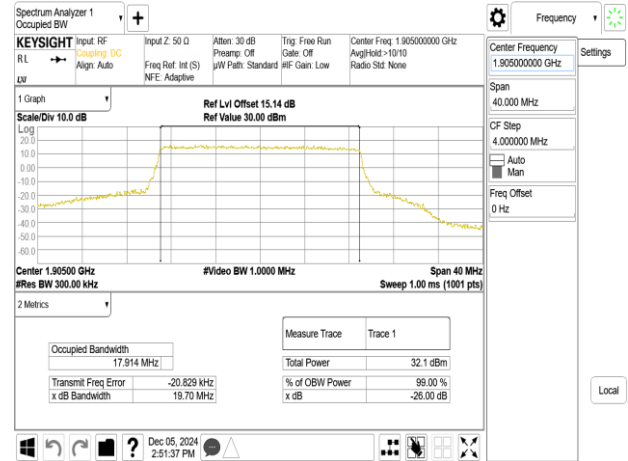 Spectrum Analyzer 1
Occupied BW
Frequency
KEYSIGHT
Input: RF
Coupling: DC
Align: Auto
RL
LXI
Input Z: 50 Ω
Freq Ref: Int (S)
NFE: Adaptive
Atten: 30 dB
Preamp: Off
µW Path: Standard
Trig: Free Run
Gate: Off
#IF Gain: Low
Center Freq: 1.905000000 GHz
Avg|Hold:>10/10
Radio Std: None
Center Frequency
1.905000000 GHz
Settings
Span
40.000 MHz
CF Step
4.000000 MHz
Auto
Man
Freq Offset
0 Hz
Local
1 Graph
Scale/Div 10.0 dB
Ref Lvl Offset 15.14 dB
Ref Value 30.00 dBm
Log
20.0
10.0
0.00
-10.0
-20.0
-30.0
-40.0
-50.0
-60.0
Center 1.90500 GHz
#Video BW 1.0000 MHz
Span 40 MHz
#Res BW 300.00 kHz
Sweep 1.00 ms (1001 pts)
2 Metrics
Measure Trace Trace 1
Occupied Bandwidth
17.914 MHz
Total Power 32.1 dBm
Transmit Freq Error -20.829 kHz
% of OBW Power 99.00 %
x dB Bandwidth 19.70 MHz
x dB -26.00 dB
?
Dec 05, 2024
2:51:37 PM